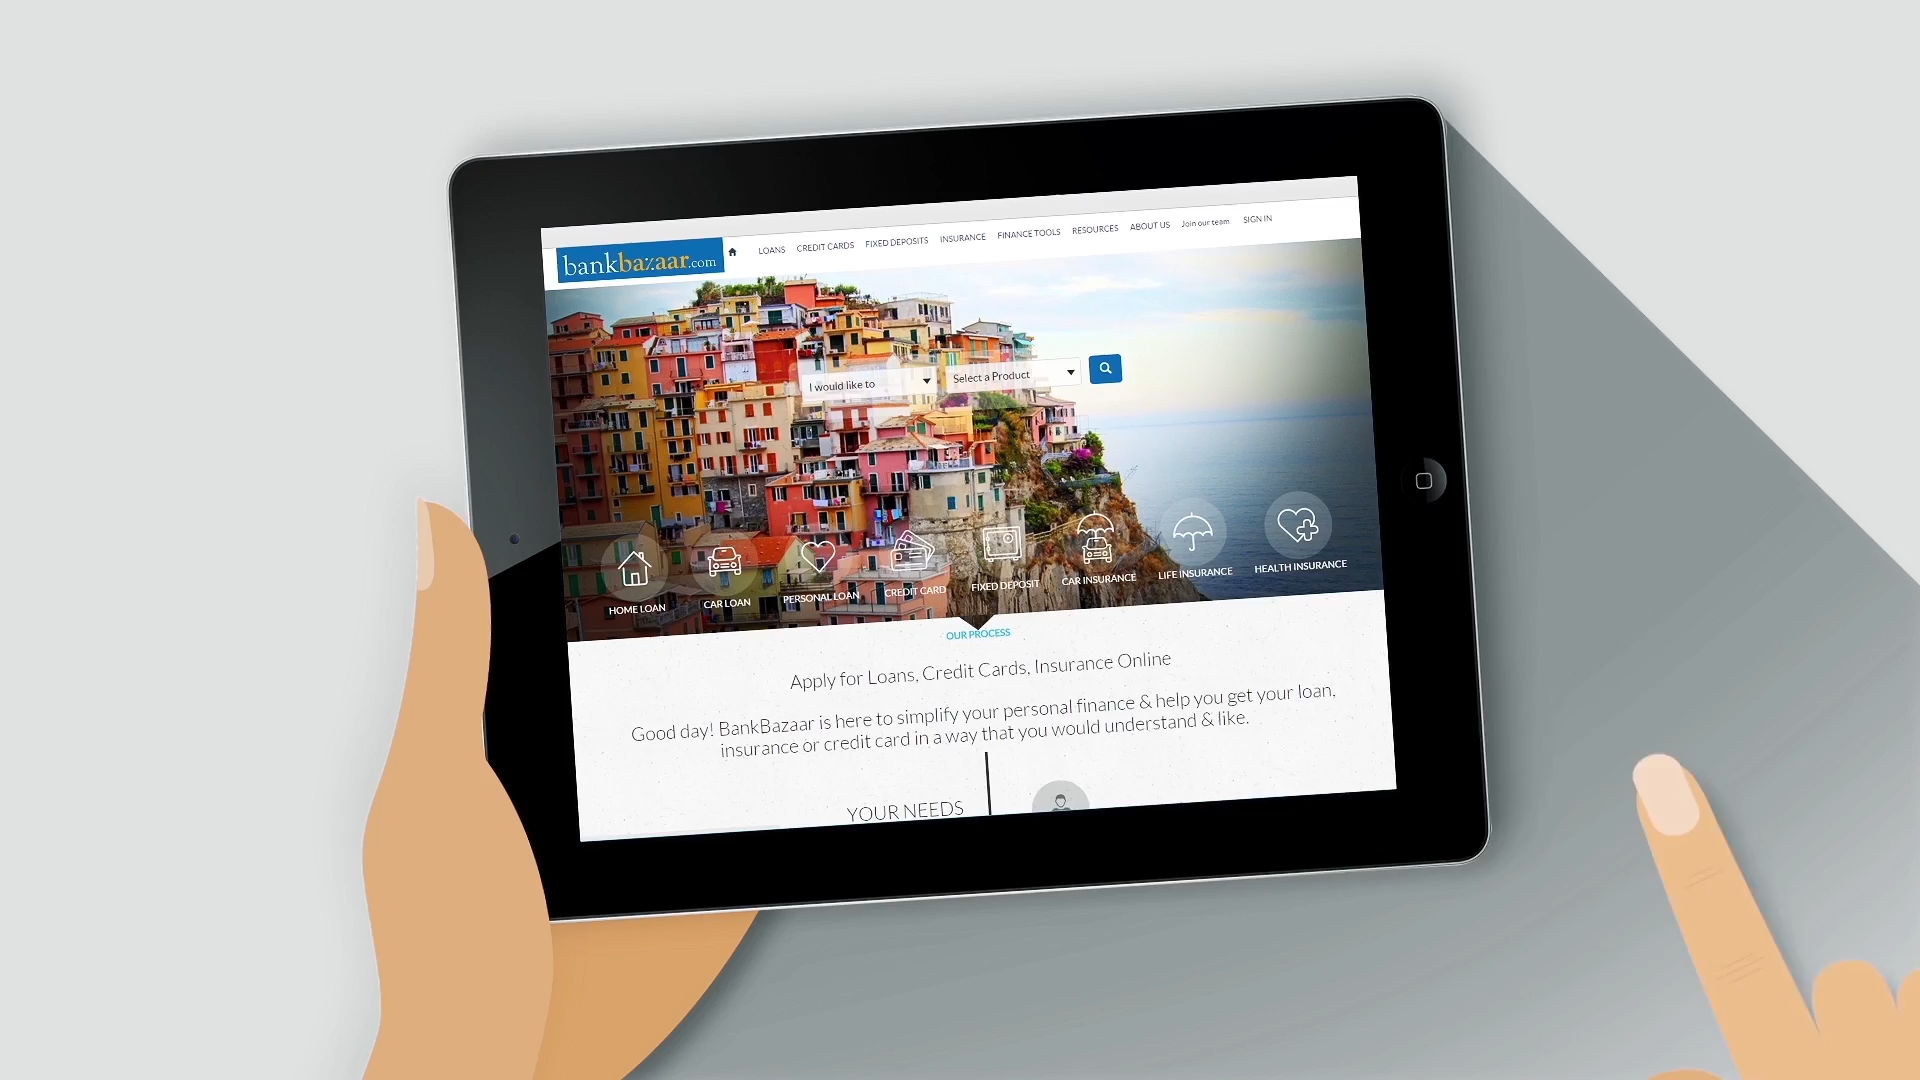 bankbazaar.com
LOANS CREDIT CARDS FIXED DEPOSITS INSURANCE FINANCE TOOLS RESOURCES ABOUT US Join our team SIGN IN
I would like to Select a Product
HOME LOAN CAR LOAN PERSONAL LOAN CREDIT CARD FIXED DEPOSIT CAR INSURANCE LIFE INSURANCE HEALTH INSURANCE
OUR PROCESS
Apply for Loans, Credit Cards, Insurance Online
Good day! BankBazaar is here to simplify your personal finance & help you get your loan,
insurance or credit card in a way that you would understand & like.
YOUR NEEDS